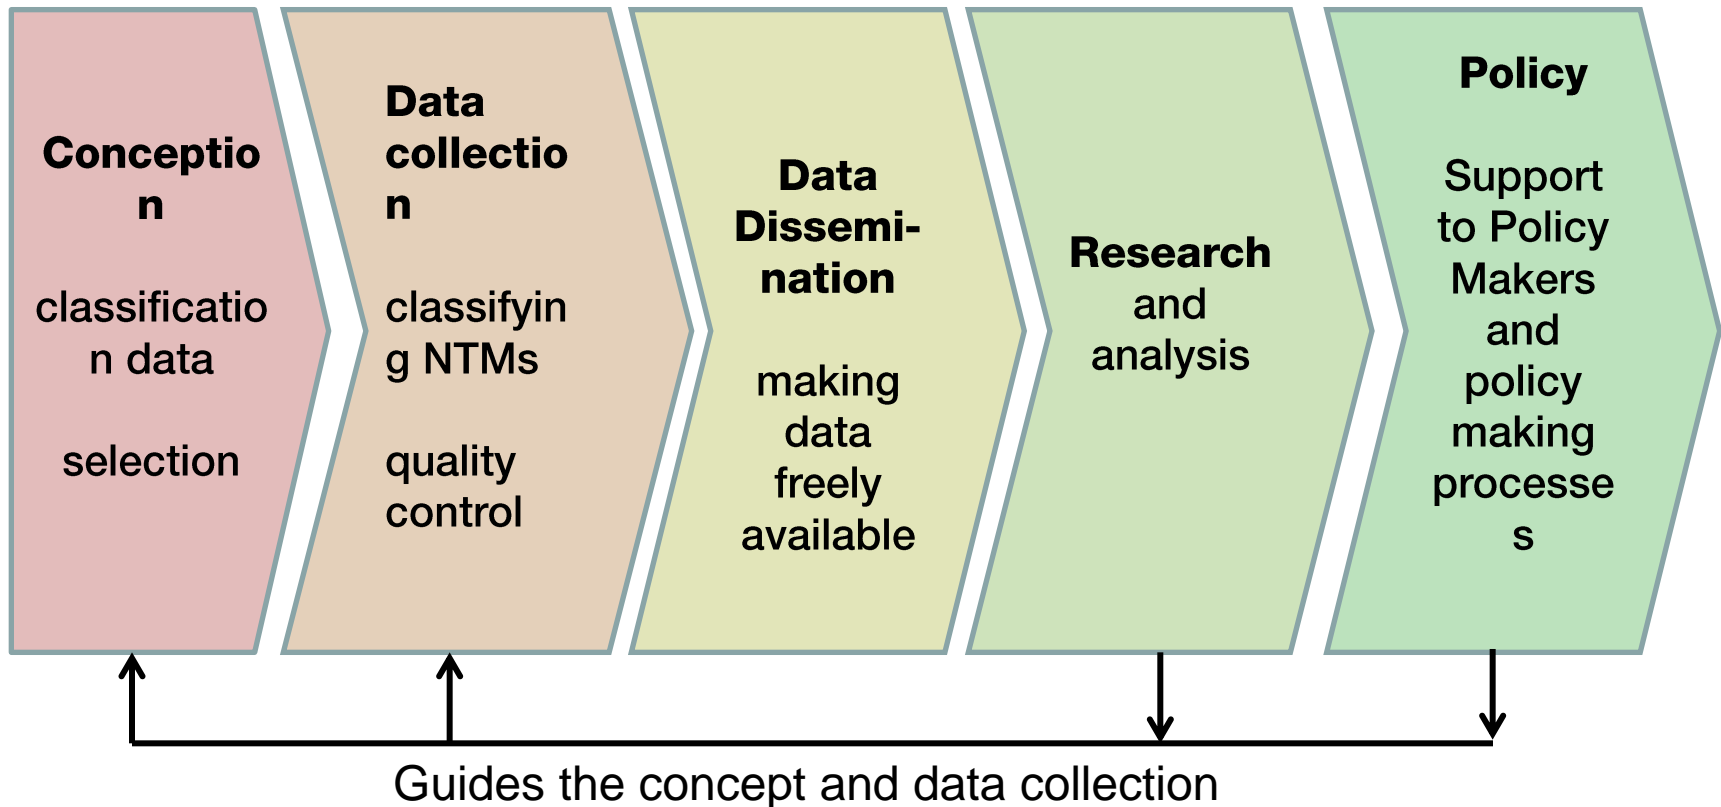 Conceptio
n
classificatio
n data
selection
Data
collectio
n
classifyin
g NTMs
quality
control
Data
Dissemi-
nation
making
data
freely
available
Research
and
analysis
Policy
Support
to Policy
Makers
and
policy
making
processe
s
Guides the concept and data collection